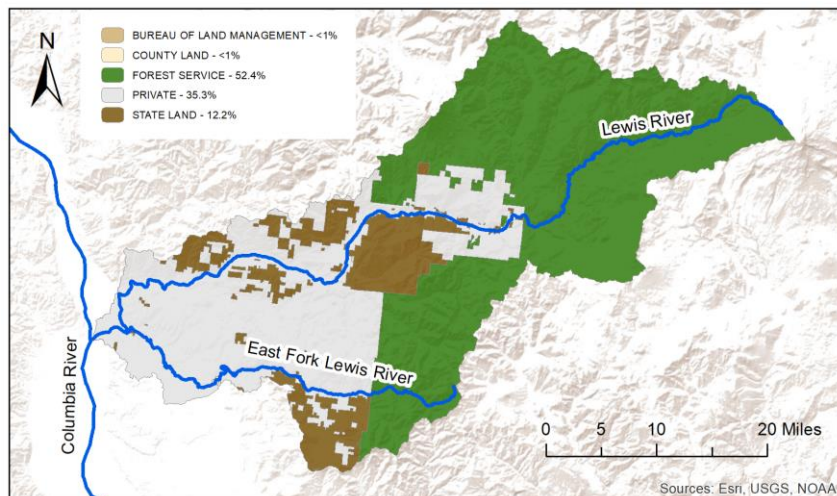 N
BUREAU OF LAND MANAGEMENT - <1%
COUNTY LAND - <1%
FOREST SERVICE - 52.4%
PRIVATE - 35.3%
STATE LAND - 12.2%
Lewis River
East Fork Lewis River
Columbia River
0 5 10 20 Miles
Sources: Esri, USGS, NOAA